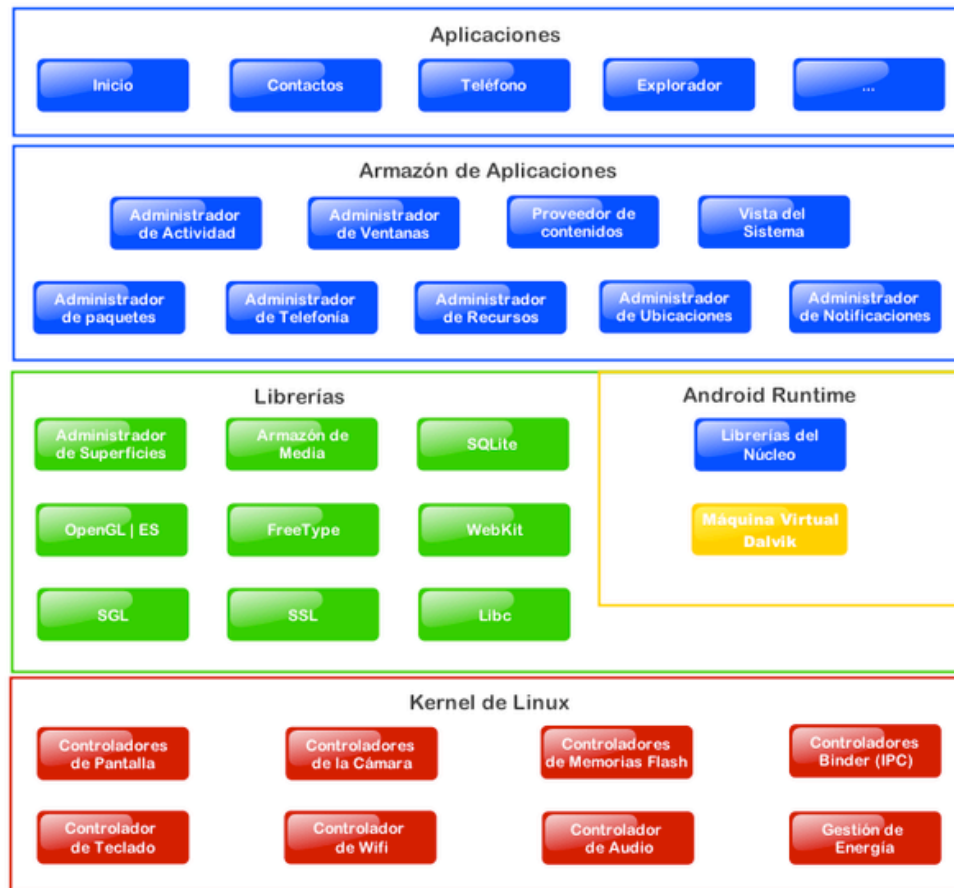 Aplicaciones
Inicio
Contactos
Teléfono
Explorador
...
Armazón de Aplicaciones
Administrador
de Actividad
Administrador
de Ventanas
Proveedor de
contenidos
Vista del
Sistema
Administrador
de paquetes
Administrador
de Telefonía
Administrador
de Recursos
Administrador
de Ubicaciones
Administrador
de Notificaciones
Librerías
Administrador
de Superficies
Armazón de
Media
SQLite
OpenGL | ES
FreeType
WebKit
SGL
SSL
Libc
Android Runtime
Librerías del
Núcleo
Máquina Virtual
Dalvik
Kernel de Linux
Controladores
de Pantalla
Controladores
de la Cámara
Controladores
de Memorias Flash
Controladores
Binder (IPC)
Controlador
de Teclado
Controlador
de Wifi
Controlador
de Audio
Gestión de
Energía